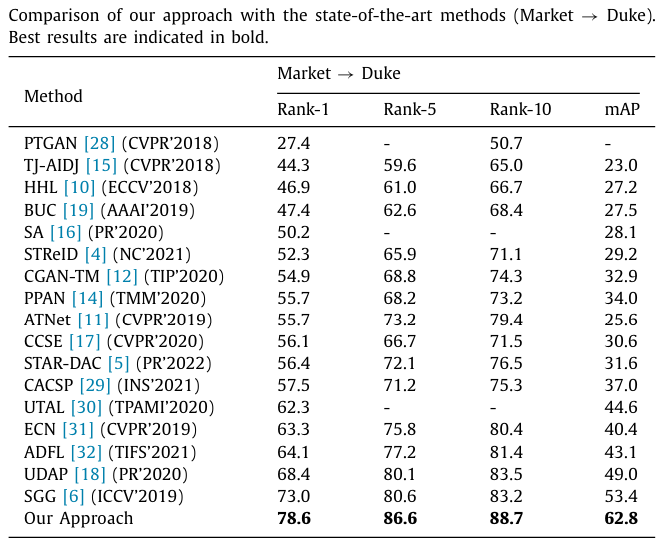 Comparison of our approach with the state-of-the-art methods (Market → Duke).
Best results are indicated in bold.
Method Market → Duke
Rank-1 Rank-5 Rank-10 mAP
PTGAN [28] (CVPR'2018) 27.4 - 50.7 -
TJ-AIDJ [15] (CVPR'2018) 44.3 59.6 65.0 23.0
HHL [10] (ECCV'2018) 46.9 61.0 66.7 27.2
BUC [19] (AAAI'2019) 47.4 62.6 68.4 27.5
SA [16] (PR'2020) 50.2 - - 28.1
STReID [4] (NC'2021) 52.3 65.9 71.1 29.2
CGAN-TM [12] (TIP'2020) 54.9 68.8 74.3 32.9
PPAN [14] (TMM'2020) 55.7 68.2 73.2 34.0
ATNet [11] (CVPR'2019) 55.7 73.2 79.4 25.6
CCSE [17] (CVPR'2020) 56.1 66.7 71.5 30.6
STAR-DAC [5] (PR'2022) 56.4 72.1 76.5 31.6
CACSP [29] (INS'2021) 57.5 71.2 75.3 37.0
UTAL [30] (TPAMI'2020) 62.3 - - 44.6
ECN [31] (CVPR'2019) 63.3 75.8 80.4 40.4
ADFL [32] (TIFS'2021) 64.1 77.2 81.4 43.1
UDAP [18] (PR'2020) 68.4 80.1 83.5 49.0
SGG [6] (ICCV'2019) 73.0 80.6 83.2 53.4
Our Approach 78.6 86.6 88.7 62.8